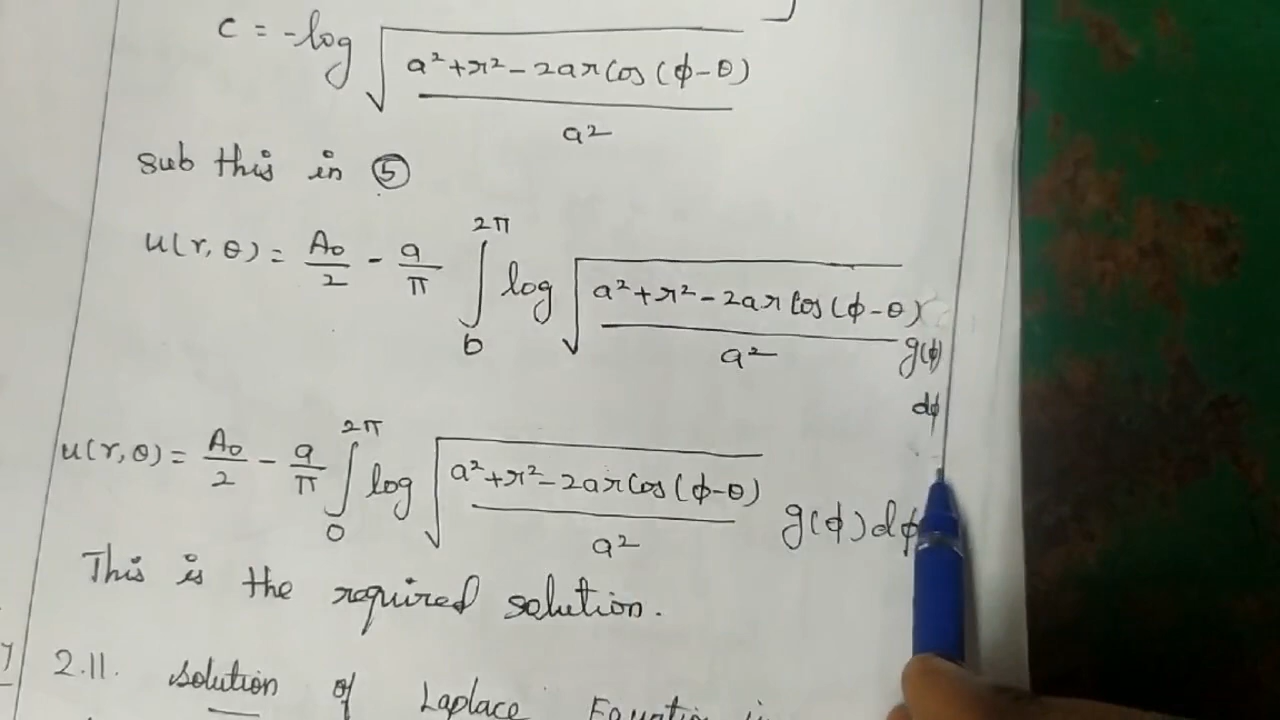 c = -log √((a²+r²-2ar Cos(ϕ-θ))/a²)
sub this in ⑤
u(r,θ) = A₀/2 - a/π ∫₀^2π log √((a²+r²-2ar Cos(ϕ-θ))/a²) g(ϕ)
dϕ
u(r,θ) = A₀/2 - a/π ∫₀^2π log √((a²+r²-2ar Cos(ϕ-θ))/a²) g(ϕ)dϕ
This is the required solution.
2.11. Solution of Laplace Equation